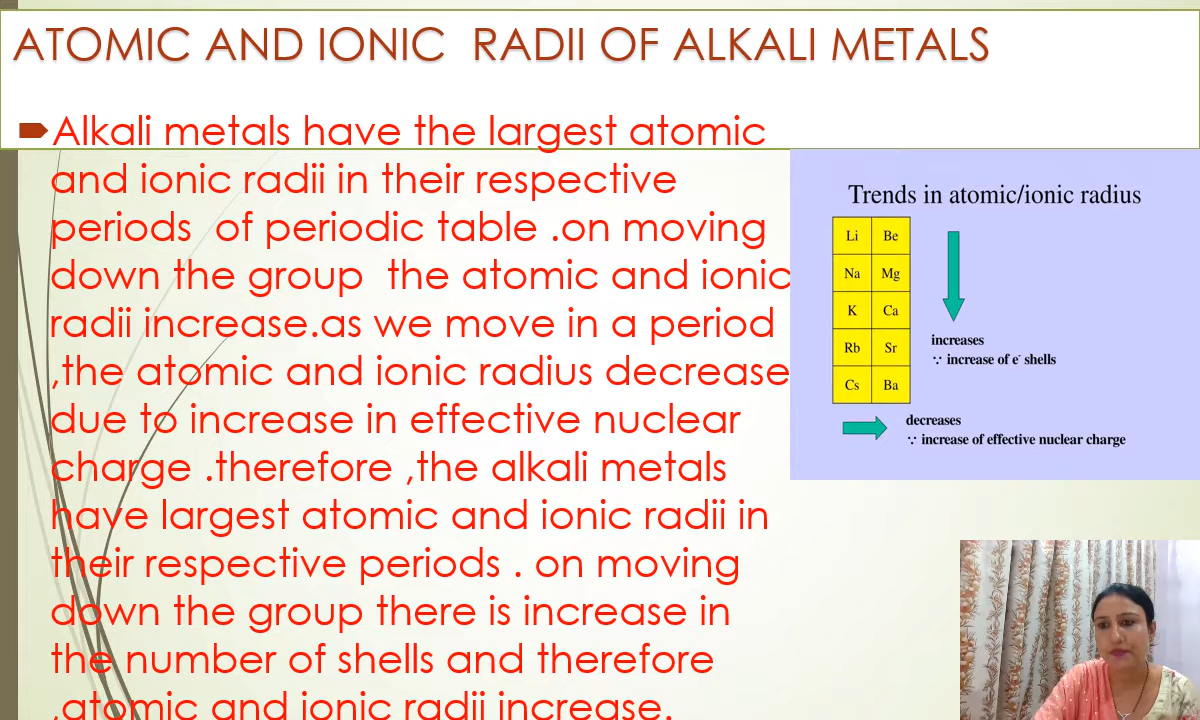 ATOMIC AND IONIC  RADII OF ALKALI METALS
Alkali metals have the largest atomic
and ionic radii in their respective
periods  of periodic table .on moving
down the group  the atomic and ionic
radii increase.as we move in a period
,the atomic and ionic radius decrease
due to increase in effective nuclear
charge .therefore ,the alkali metals
have largest atomic and ionic radii in
their respective periods . on moving
down the group there is increase in
the number of shells and therefore
,atomic and ionic radii increase.
Trends in atomic/ionic radius
Li Be
Na Mg
K Ca
Rb Sr
Cs Ba
increases
∵ increase of e⁻ shells
decreases
∵ increase of effective nuclear charge